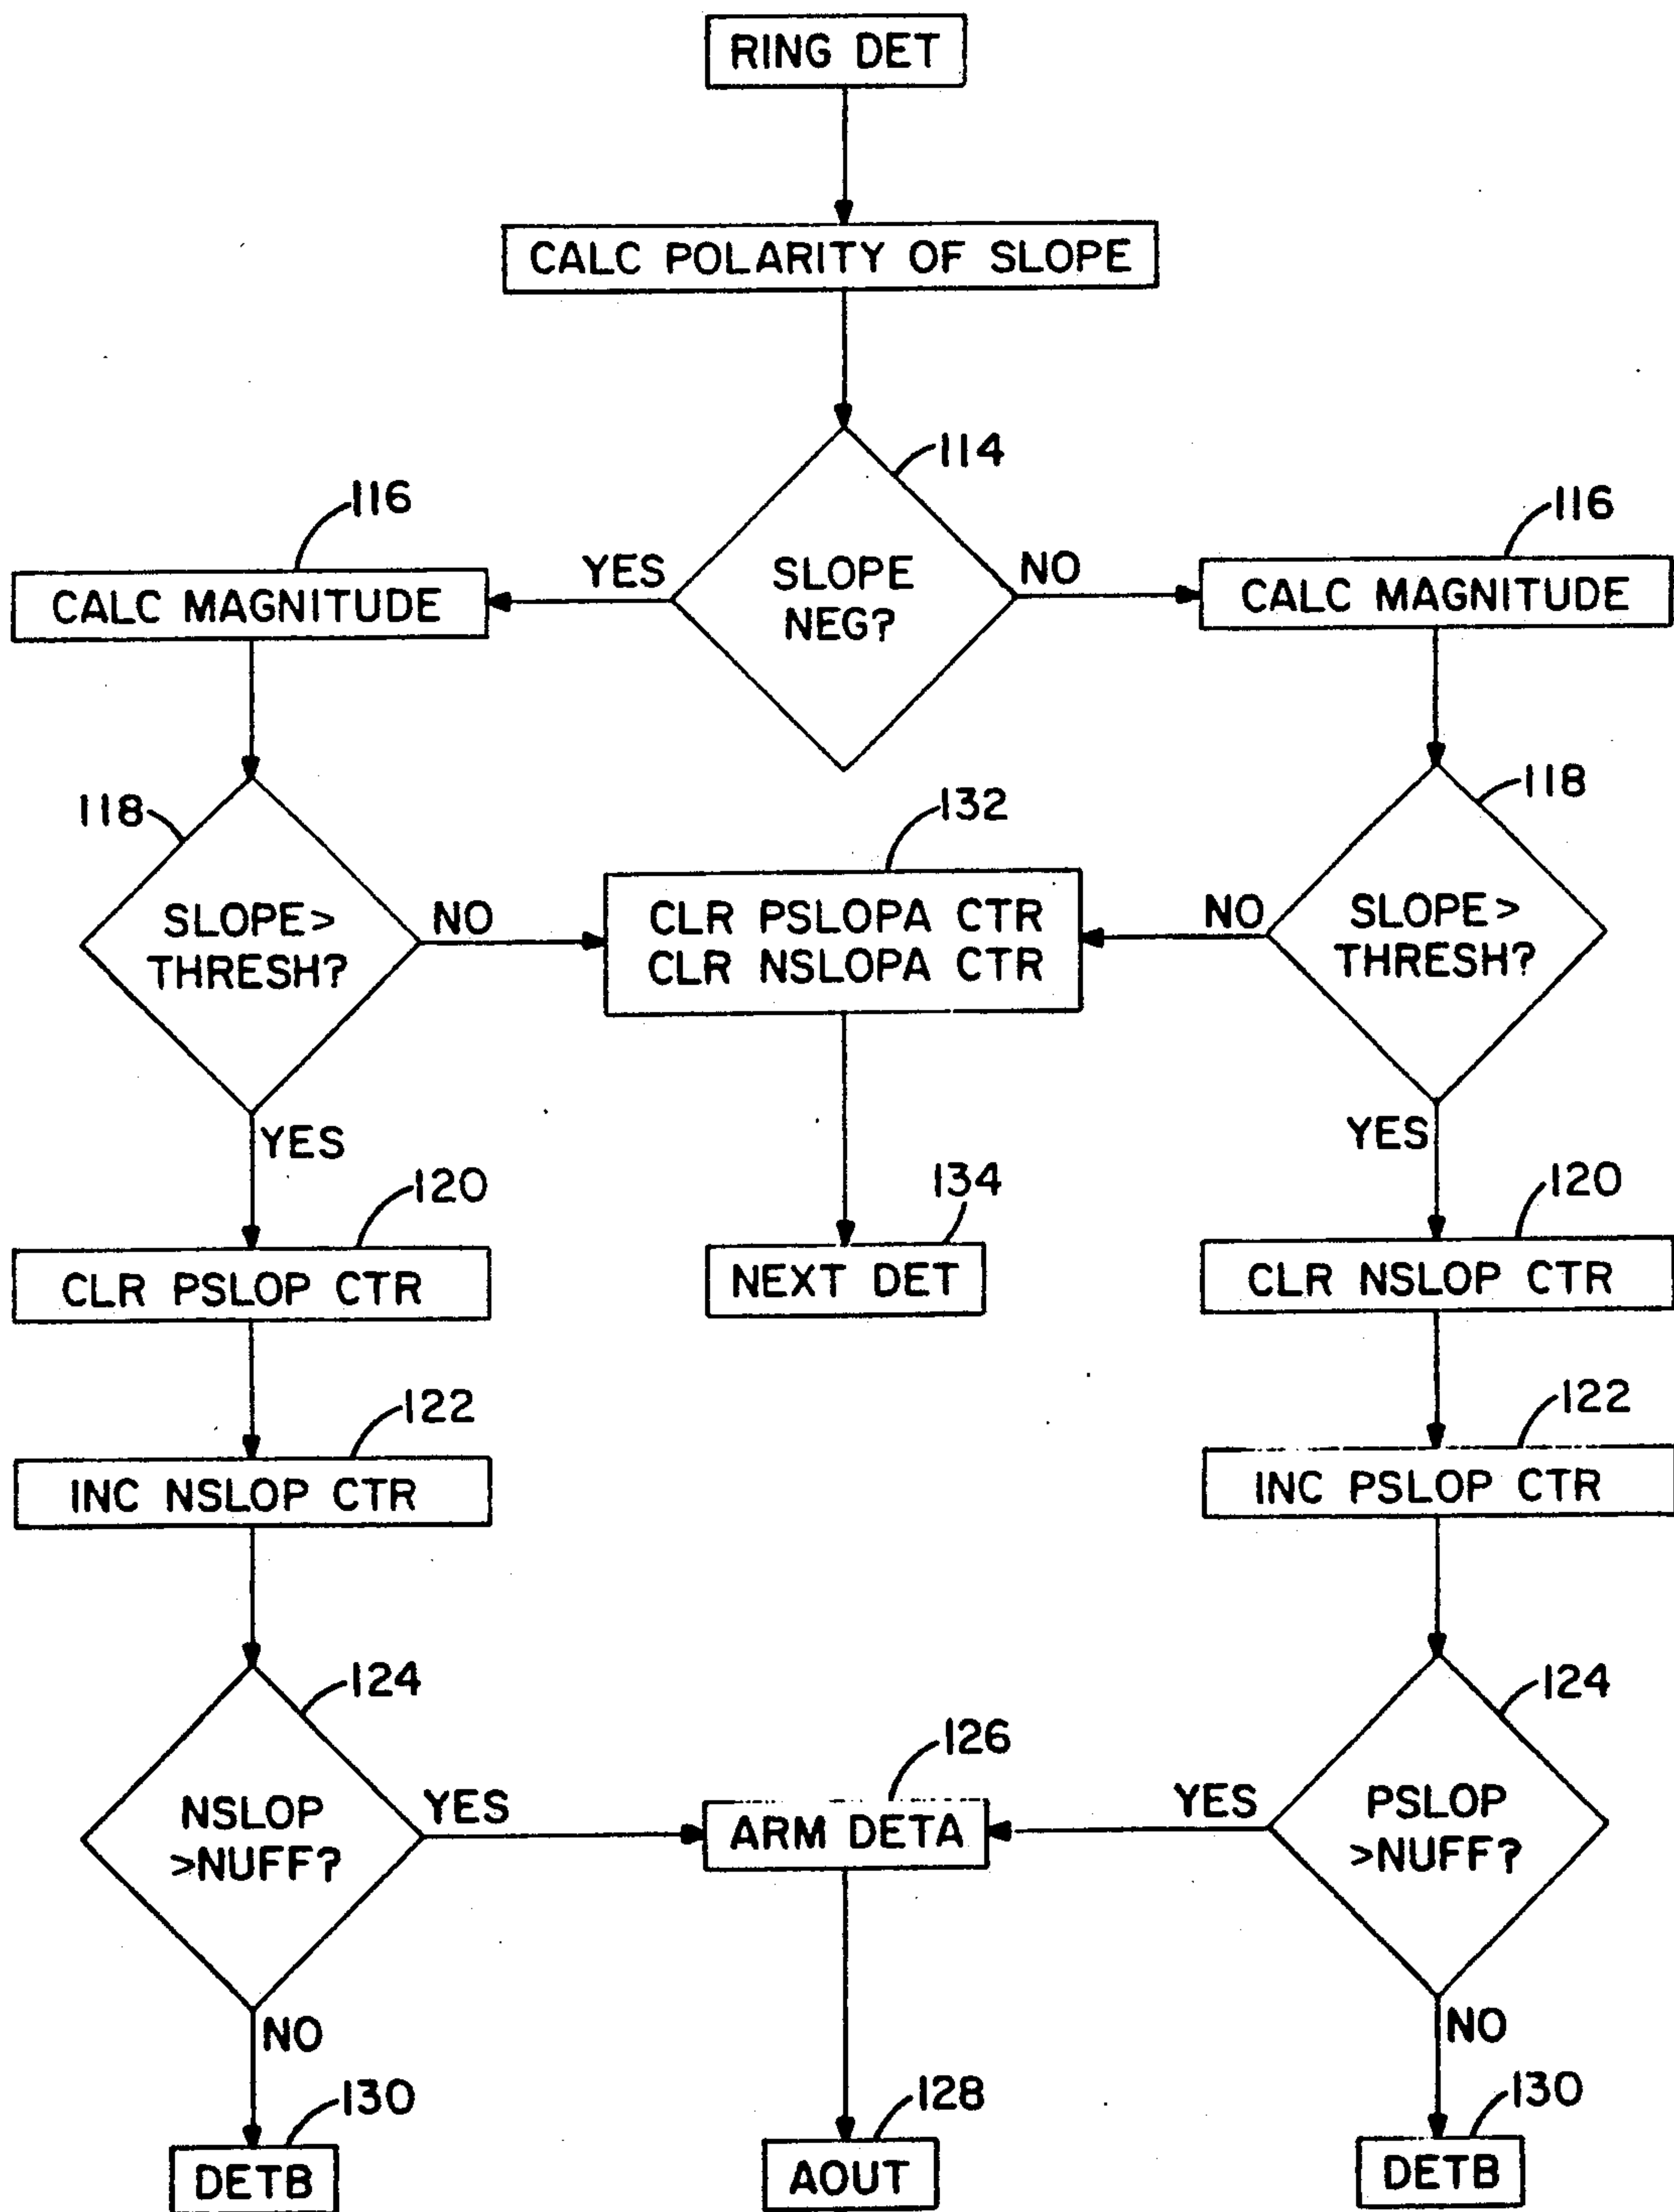 RING DET
CALC POLARITY OF SLOPE
114
116
116
YES
SLOPE
NEG?
NO
CALC MAGNITUDE
CALC MAGNITUDE
118
132
118
SLOPE>
THRESH?
NO
CLR PSLOPA CTR
CLR NSLOPA CTR
NO
SLOPE>
THRESH?
YES
YES
120
134
120
CLR PSLOP CTR
NEXT DET
CLR NSLOP CTR
122
122
INC NSLOP CTR
INC PSLOP CTR
124
124
126
NSLOP
>NUFF?
YES
ARM DETA
YES
PSLOP
>NUFF?
NO
NO
130
128
130
DETB
AOUT
DETB